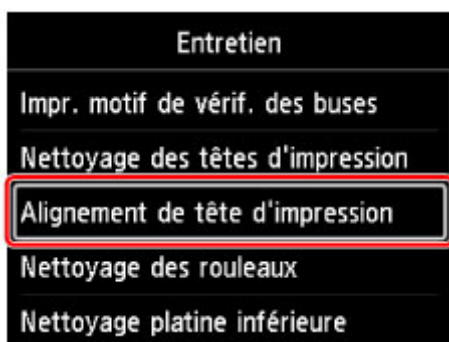 Entretien
Impr. motif de vérif. des buses
Nettoyage des têtes d'impression
Alignement de tête d'impression
Nettoyage des rouleaux
Nettoyage platine inférieure